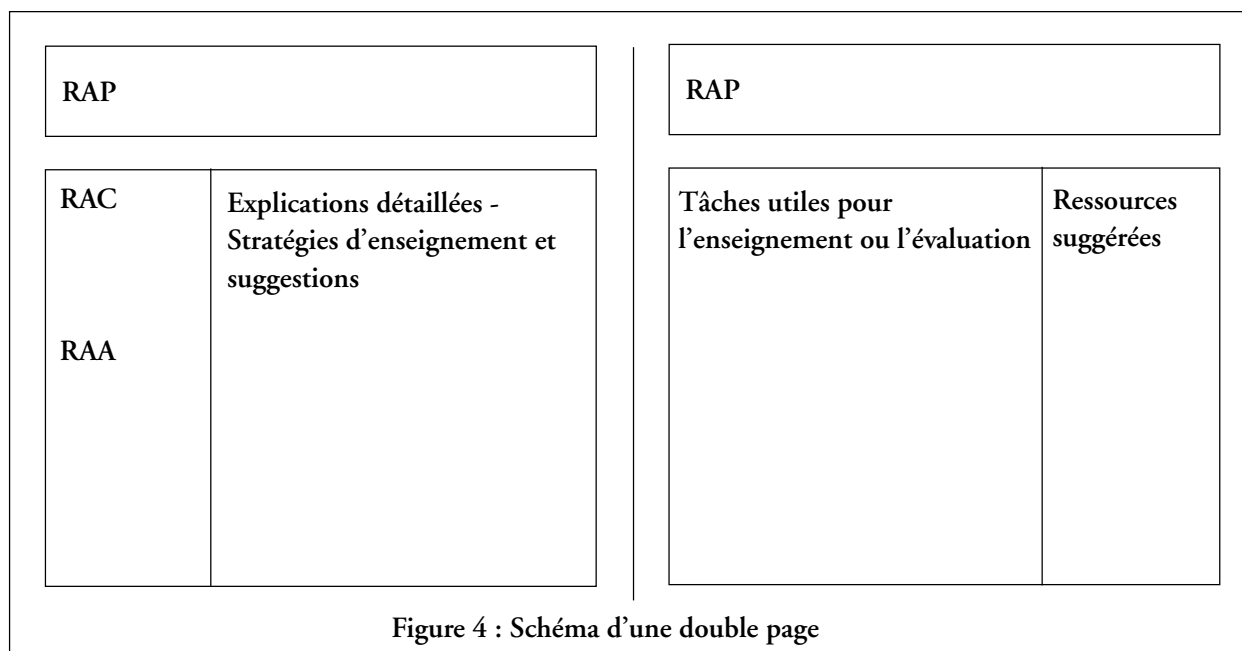 RAP
RAC
RAA
Explications détaillées -
Stratégies d'enseignement et
suggestions
RAP
Tâches utiles pour
l'enseignement ou l'évaluation
Ressources
suggérées
Figure 4 : Schéma d'une double page